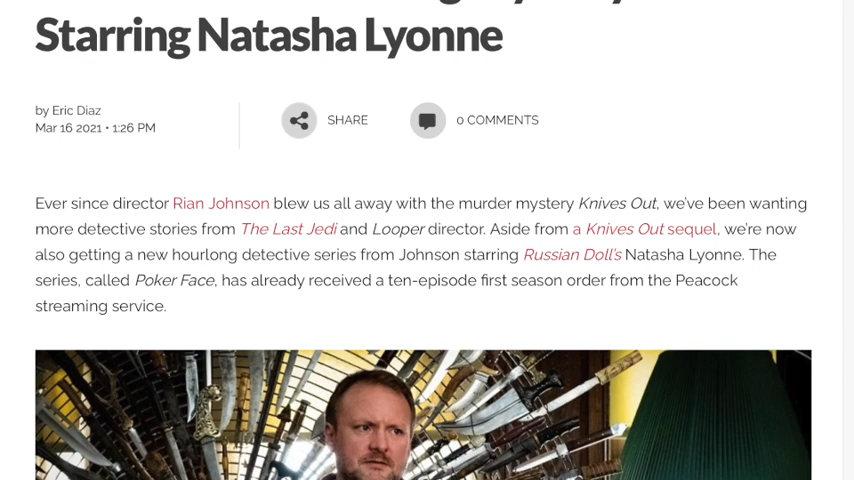 Starring Natasha Lyonne
by Eric Diaz
Mar 16 2021 • 1:26 PM
SHARE
0 COMMENTS
Ever since director Rian Johnson blew us all away with the murder mystery Knives Out, we’ve been wanting
more detective stories from The Last Jedi and Looper director. Aside from a Knives Out sequel, we’re now
also getting a new hourlong detective series from Johnson starring Russian Doll’s Natasha Lyonne. The
series, called Poker Face, has already received a ten-episode first season order from the Peacock
streaming service.